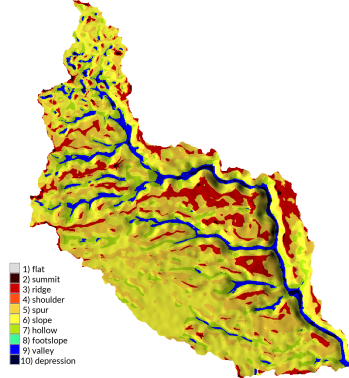 1) flat
2) summit
3) ridge
4) shoulder
5) spur
6) slope
7) hollow
8) footslope
9) valley
10) depression